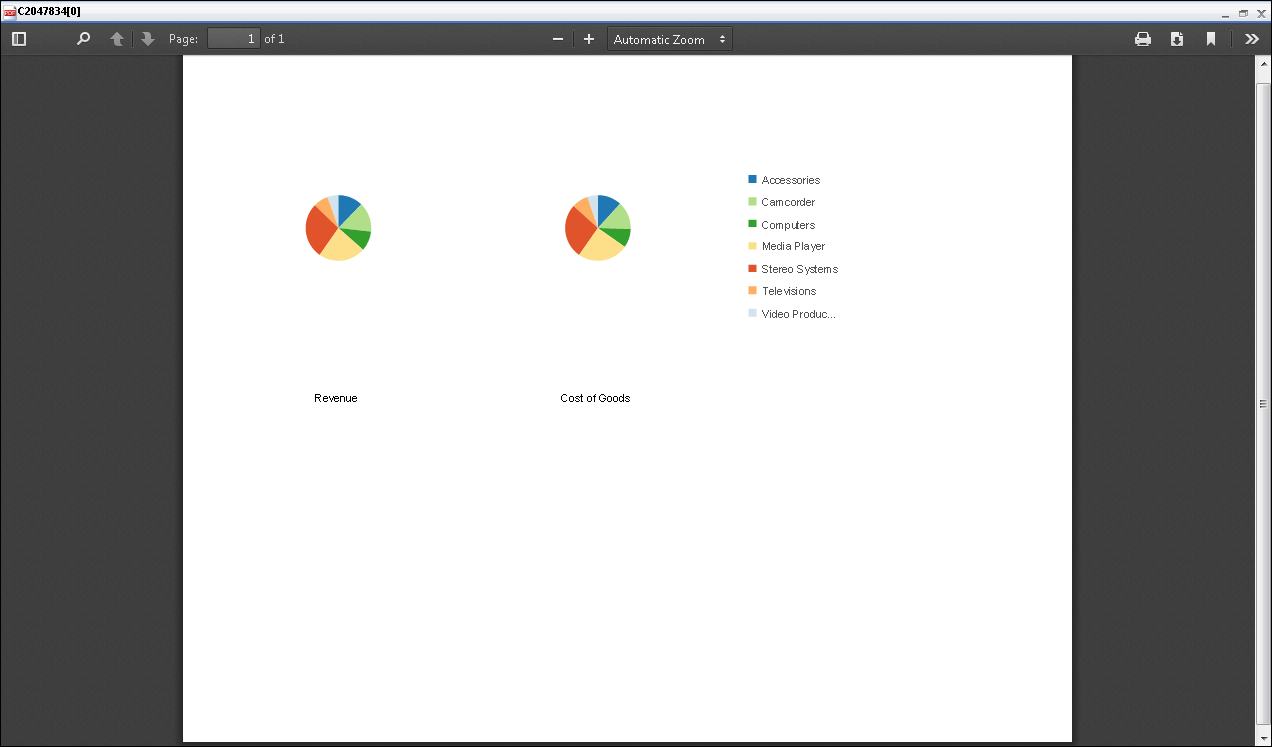 C2047834[0]
Page: 1 of 1
Automatic Zoom
Accessories
Camcorder
Computers
Media Player
Stereo Systems
Televisions
Video Produc...
Revenue
Cost of Goods